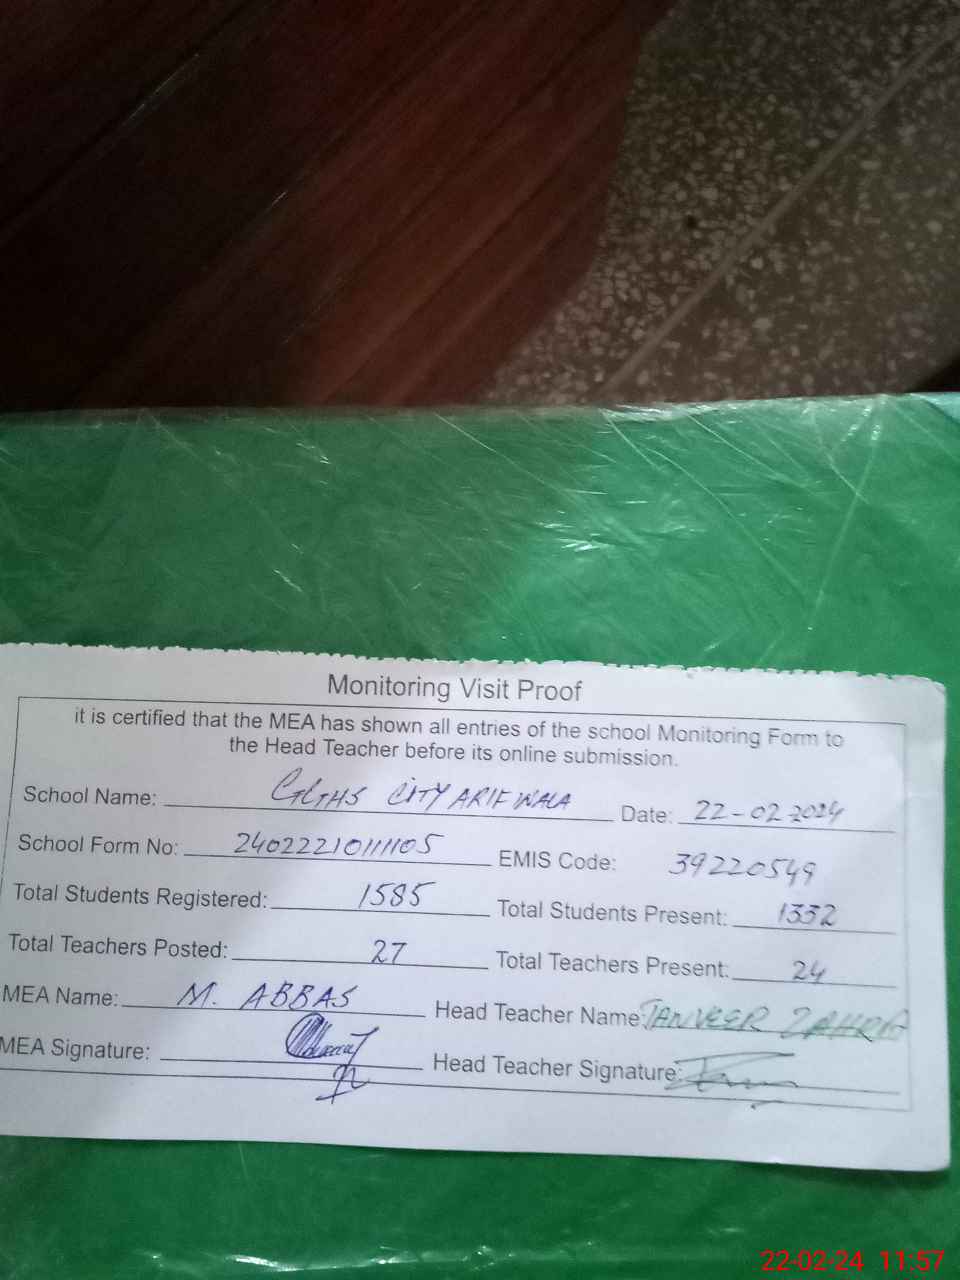 Monitoring Visit Proof
it is certified that the MEA has shown all entries of the school Monitoring Form to
the Head Teacher before its online submission.
School Name: CITY ARIFWALA Date: 22-02-2024
School Form No: 24022210111105 EMIS Code: 39220549
Total Students Registered: 1585 Total Students Present: 1332
Total Teachers Posted: 27 Total Teachers Present: 24
MEA Name: M. ABBAS Head Teacher Name: TANVEER
MEA Signature: Head Teacher Signature:
22-02-24 11:57